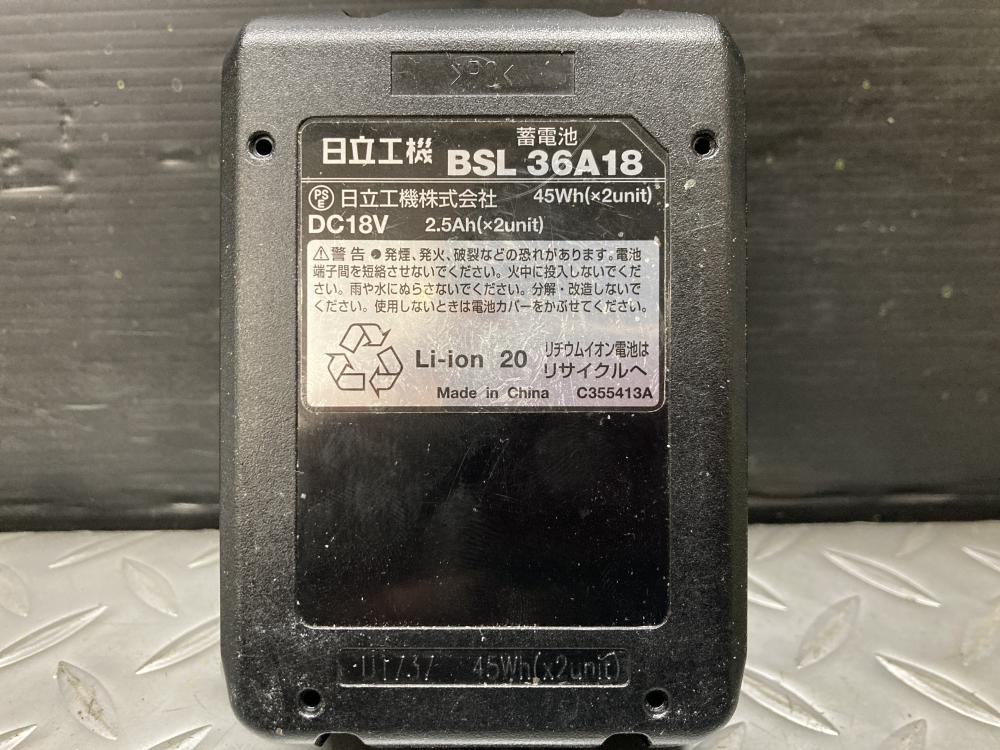 >PC<
蓄電池
日立工機 BSL 36A18
PSE 日立工機株式会社 45Wh(×2unit)
DC18V 2.5Ah(×2unit)
⚠警告 ●発煙、発火、破裂などの恐れがあります。電池
端子間を短絡させないでください。火中に投入しないでくだ
さい。雨や水にぬらさないでください。分解・改造しないで
ください。使用しないときは電池カバーをかぶせてください。
Li-ion 20 リチウムイオン電池は
リサイクルへ
Made in China C355413A
45Wh(×2unit)